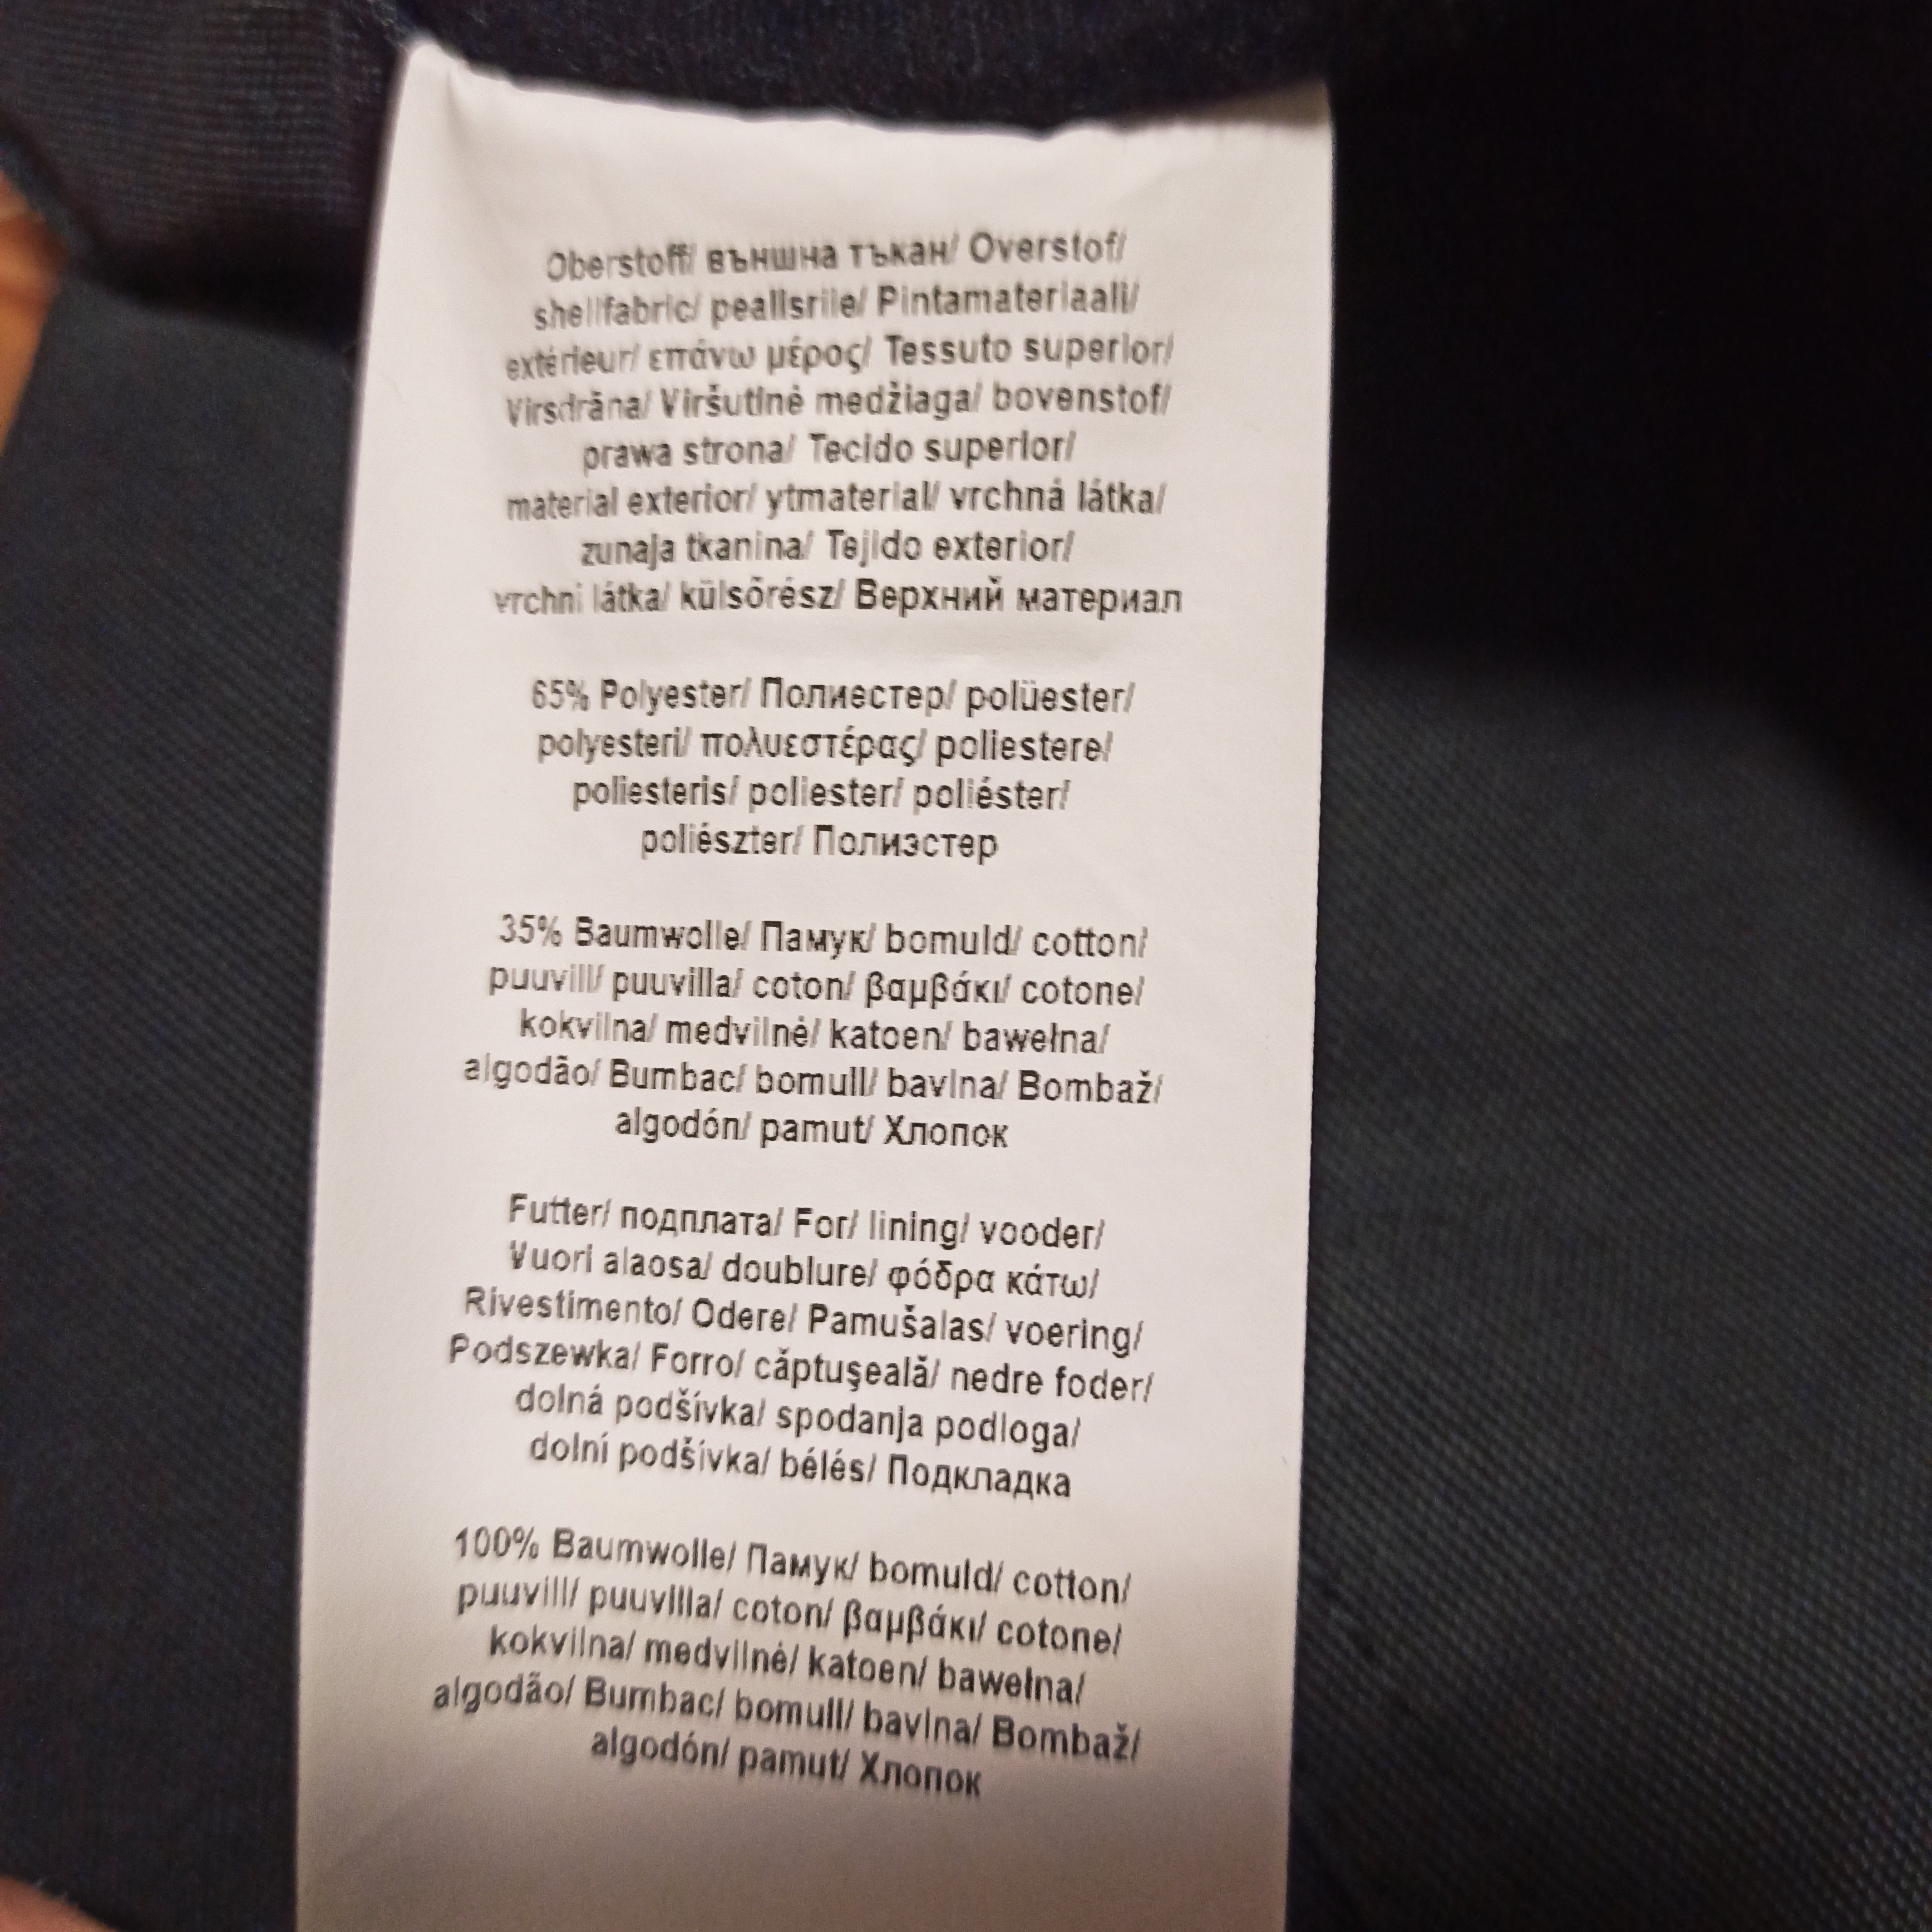 Oberstoff/ външна тъкан/ Overstof/
shellfabric/ pealisriie/ Pintamateriaali/
extérieur/ επάνω μέρος/ Tessuto superior/
Virsdrāna/ Viršutinė medžiaga/ bovenstof/
prawa strona/ Tecido superior/
material exterior/ ytmaterial/ vrchná látka/
zunaja tkanina/ Tejido exterior/
vrchní látka/ külsőrész/ Верхний материал
65% Polyester/ Полиестер/ polüester/
polyesteri/ πολυεστέρας/ poliestere/
poliesteris/ poliester/ poliéster/
poliészter/ Полиэстер
35% Baumwolle/ Памук/ bomuld/ cotton/
puuvill/ puuvilla/ coton/ βαμβάκι/ cotone/
kokvilna/ medvilnė/ katoen/ bawełna/
algodão/ Bumbac/ bomull/ bavlna/ Bombaž/
algodón/ pamut/ Хлопок
Futter/ подплата/ For/ lining/ vooder/
Vuori alaosa/ doublure/ φόδρα κάτω/
Rivestimento/ Odere/ Pamušalas/ voering/
Podszewka/ Forro/ căptuşeală/ nedre foder/
dolná podšívka/ spodanja podloga/
dolní podšívka/ bélés/ Подкладка
100% Baumwolle/ Памук/ bomuld/ cotton/
puuvill/ puuvilla/ coton/ βαμβάκι/ cotone/
kokvilna/ medvilnė/ katoen/ bawełna/
algodão/ Bumbac/ bomull/ bavlna/ Bombaž/
algodón/ pamut/ Хлопок